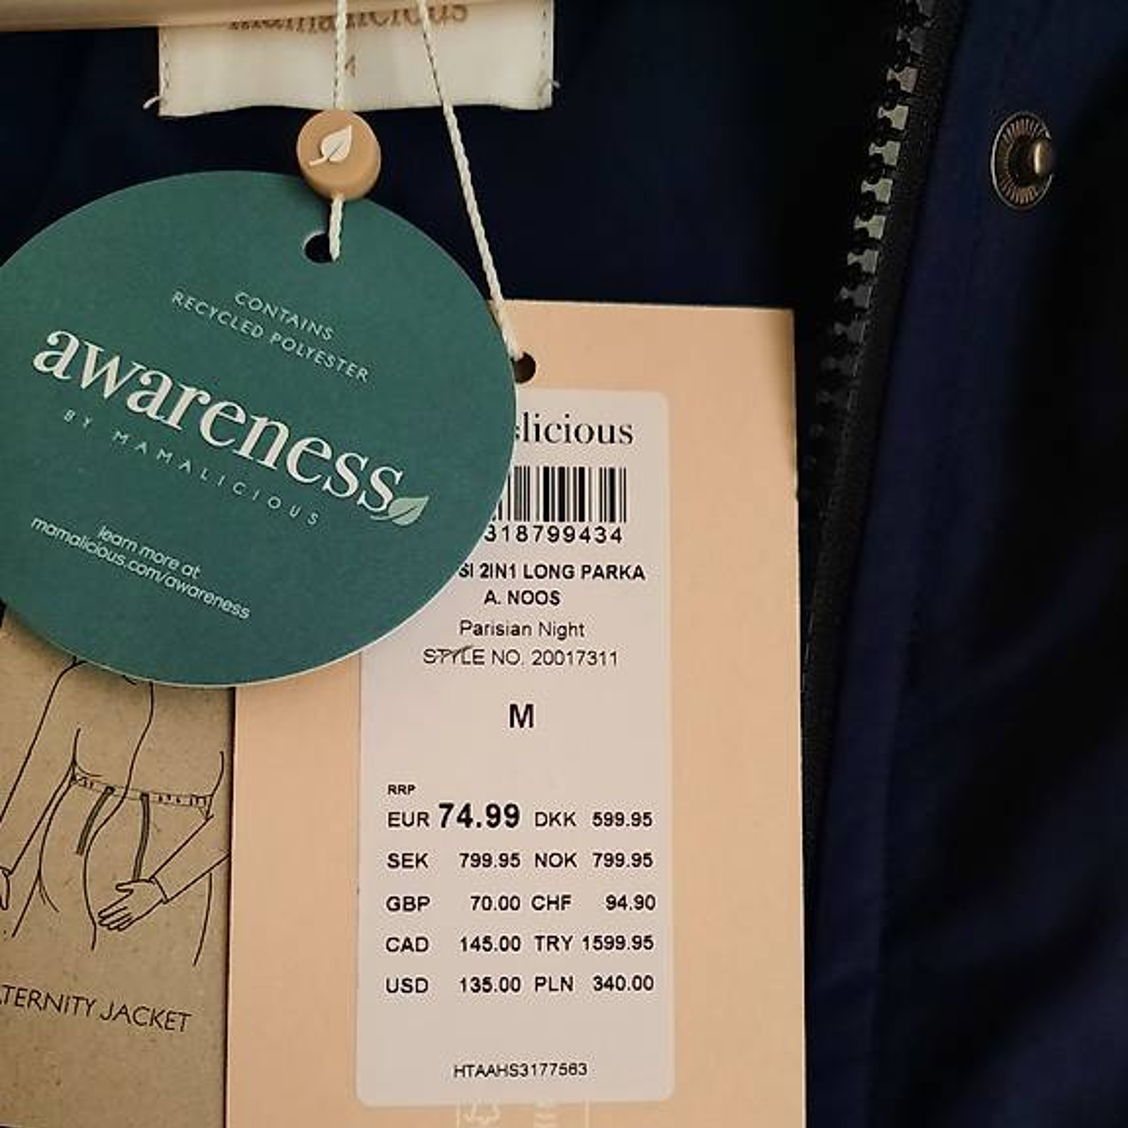 mamalicious
CONTAINS
RECYCLED POLYESTER
awareness
BY MAMALICIOUS
learn more at
mamalicious.com/awareness
licious
318799434
SI 2IN1 LONG PARKA
A. NOOS
Parisian Night
STYLE NO. 20017311
M
RRP
EUR 74.99 DKK 599.95
SEK 799.95 NOK 799.95
GBP 70.00 CHF 94.90
CAD 145.00 TRY 1599.95
USD 135.00 PLN 340.00
HTAAHS3177563
TERNITY JACKET